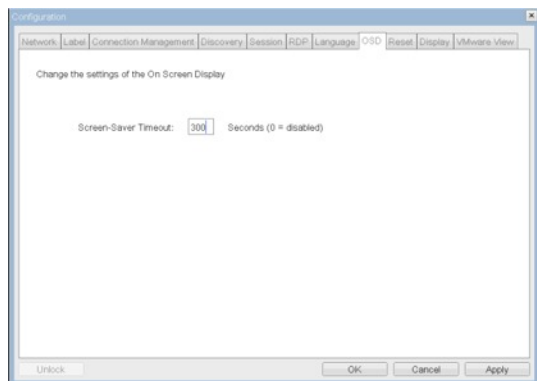 Configuration
Network Label Connection Management Discovery Session RDP Language OSD Reset Display VMware View
Change the settings of the On Screen Display
Screen-Saver Timeout: 300 Seconds (0 = disabled)
Unlock OK Cancel Apply